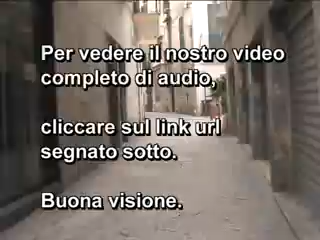 Per vedere il nostro video
completo di audio,
cliccare sul link url
segnato sotto.
Buona visione.